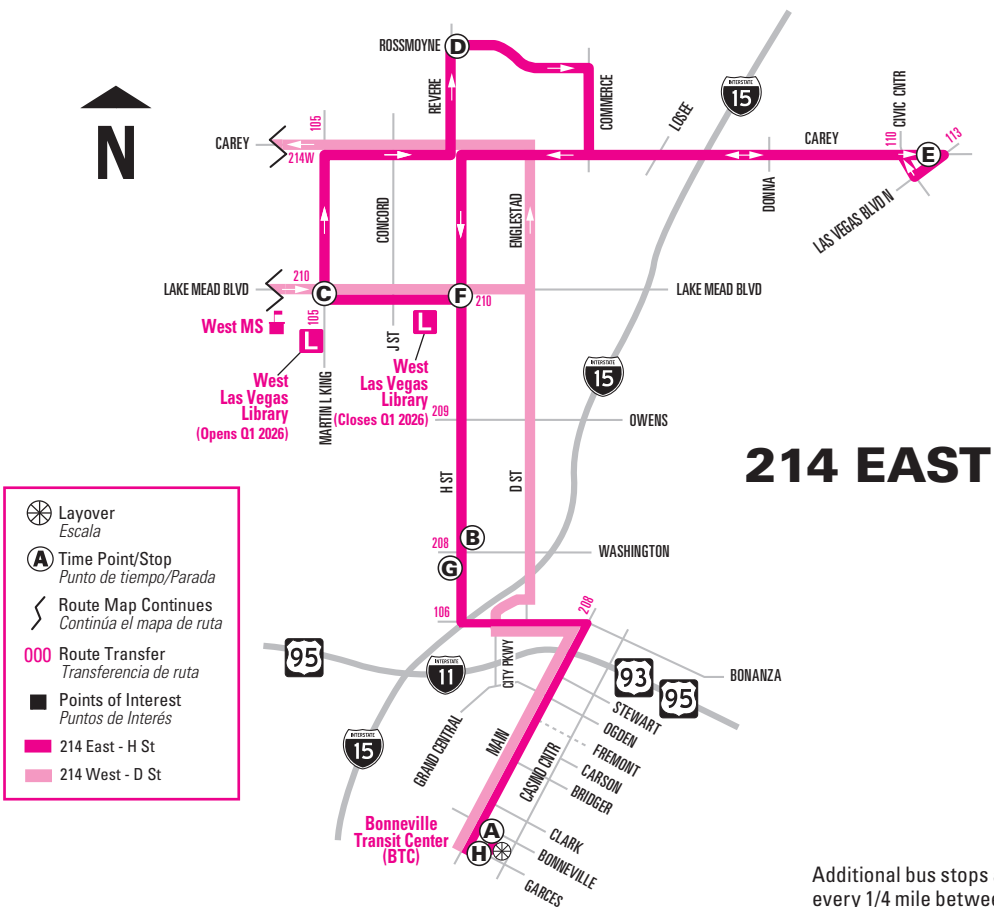 ROSSMOYNE
D
REVERE
COMMERCE
LOSEE
INTERSTATE
15
CIVIC CNTR
N
105
CAREY
214W
CAREY
110
113
E
DONNA
LAS VEGAS BLVD N
CONCORD
ENGLESTAD
210
LAKE MEAD BLVD
C
F
210
LAKE MEAD BLVD
West MS
105
L
L
J ST
MARTIN L KING
West
Las Vegas
Library
(Opens Q1 2026)
West
Las Vegas
Library
(Closes Q1 2026)
INTERSTATE
15
209
OWENS
214 EAST
H ST
D ST
B
208
WASHINGTON
G
106
208
Layover
Escala
A Time Point/Stop
Punto de tiempo/Parada
Route Map Continues
Continúa el mapa de ruta
000 Route Transfer
Transferencia de ruta
Points of Interest
Puntos de Interés
214 East - H St
214 West - D St
95
INTERSTATE
11
CITY PKWY
93
95
BONANZA
INTERSTATE
15
GRAND CENTRAL
MAIN
CASINO CNTR
STEWART
OGDEN
FREMONT
CARSON
BRIDGER
CLARK
BONNEVILLE
GARCES
Bonneville
Transit Center
(BTC)
A
H
Additional bus stops
every 1/4 mile betwee